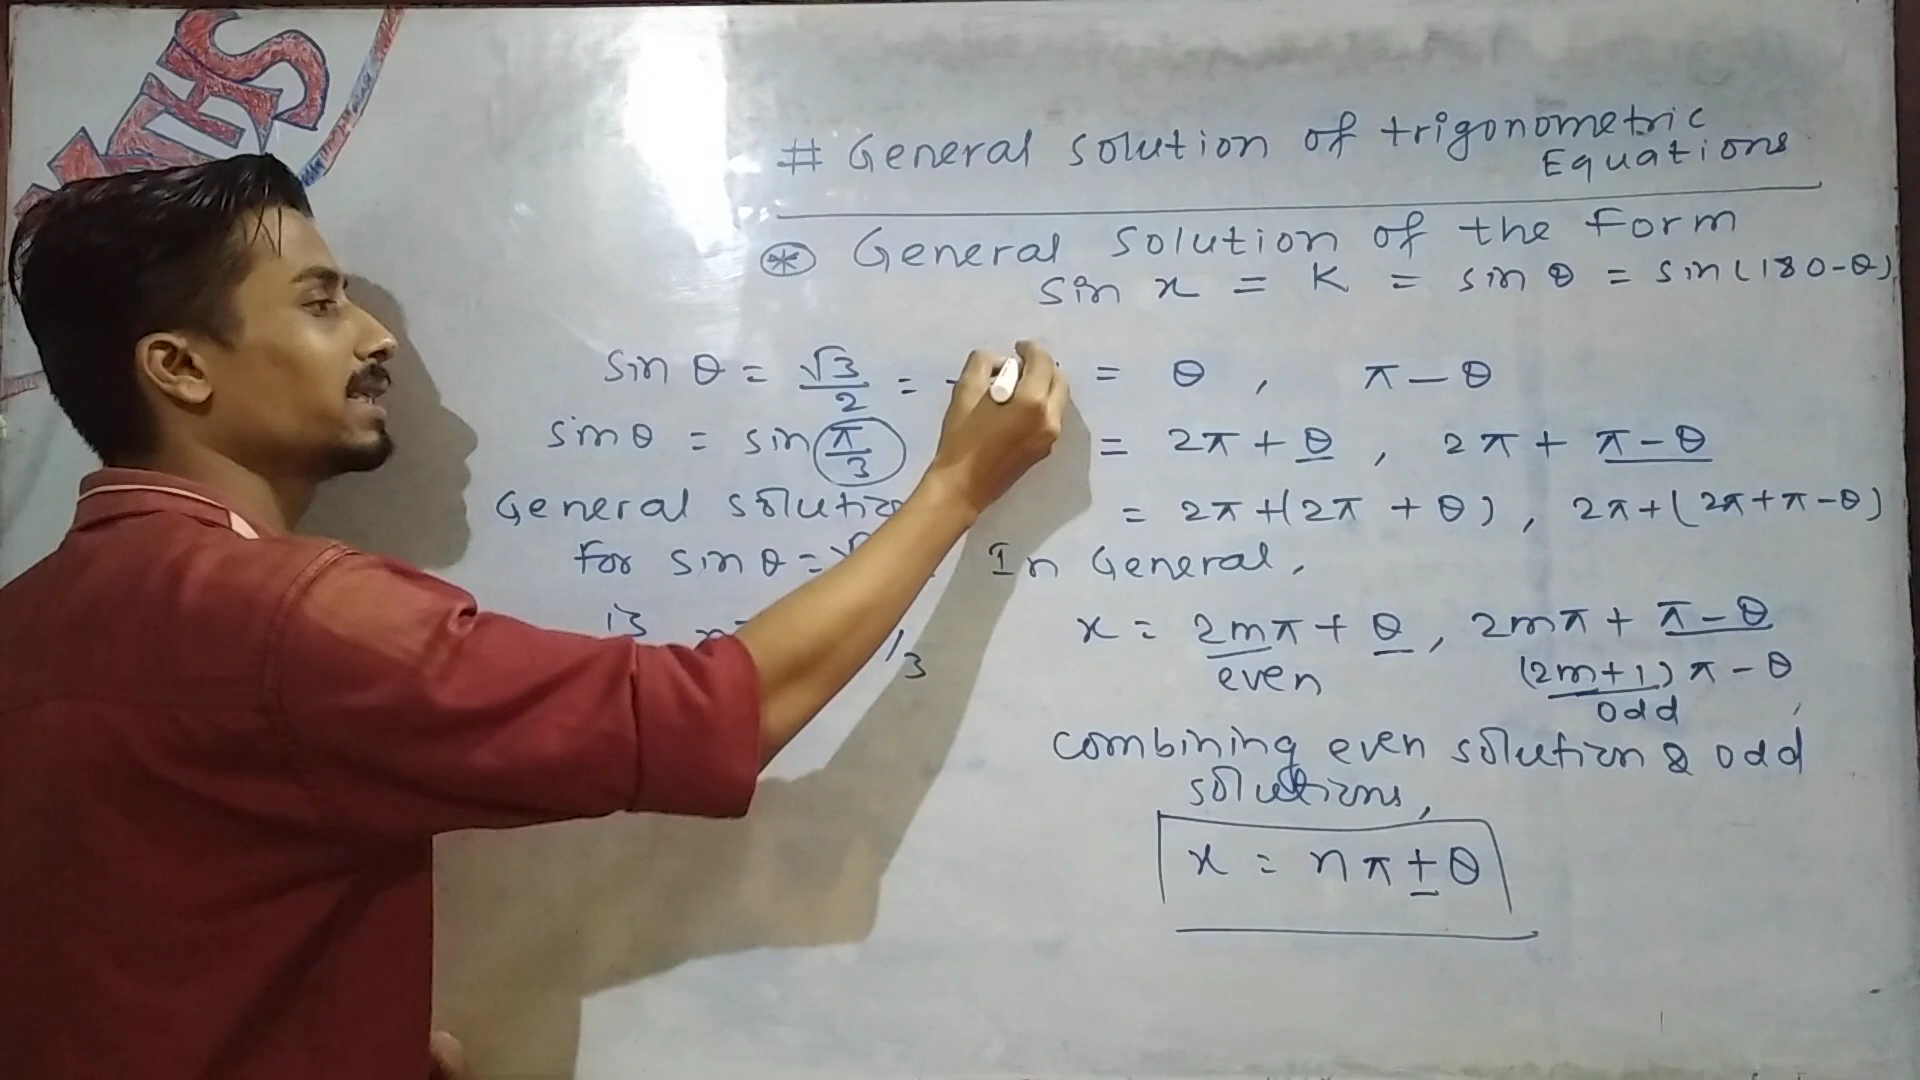 MATHS
# General solution of trigonometric
Equations
* General solution of the form
sin x = K = sin θ = sin(180-θ)
sin θ = √3/2 =
sinθ = sin π/3
General solution
for sin θ =
is
/3
= θ , π - θ
= 2π + θ , 2π + π - θ
= 2π + (2π + θ) , 2π + (2π + π - θ)
In General,
x = 2mπ + θ , 2mπ + π - θ
even (2m+1) π - θ
odd
combining even solution & odd
solutions,
x = nπ ± θ